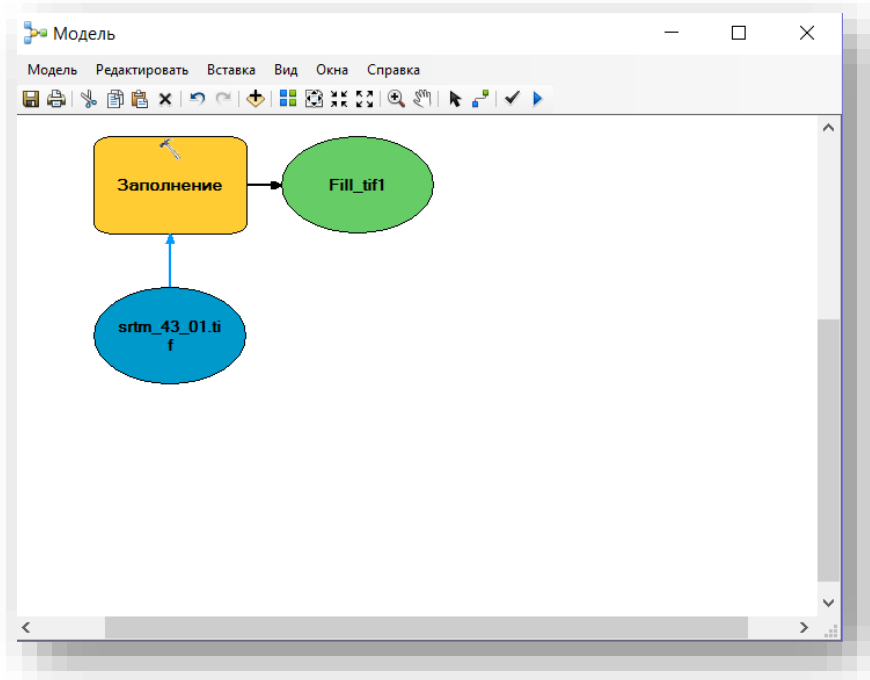 Модель
Модель Редактировать Вставка Вид Окна Справка
Заполнение
Fill_tif1
srtm_43_01.ti
f